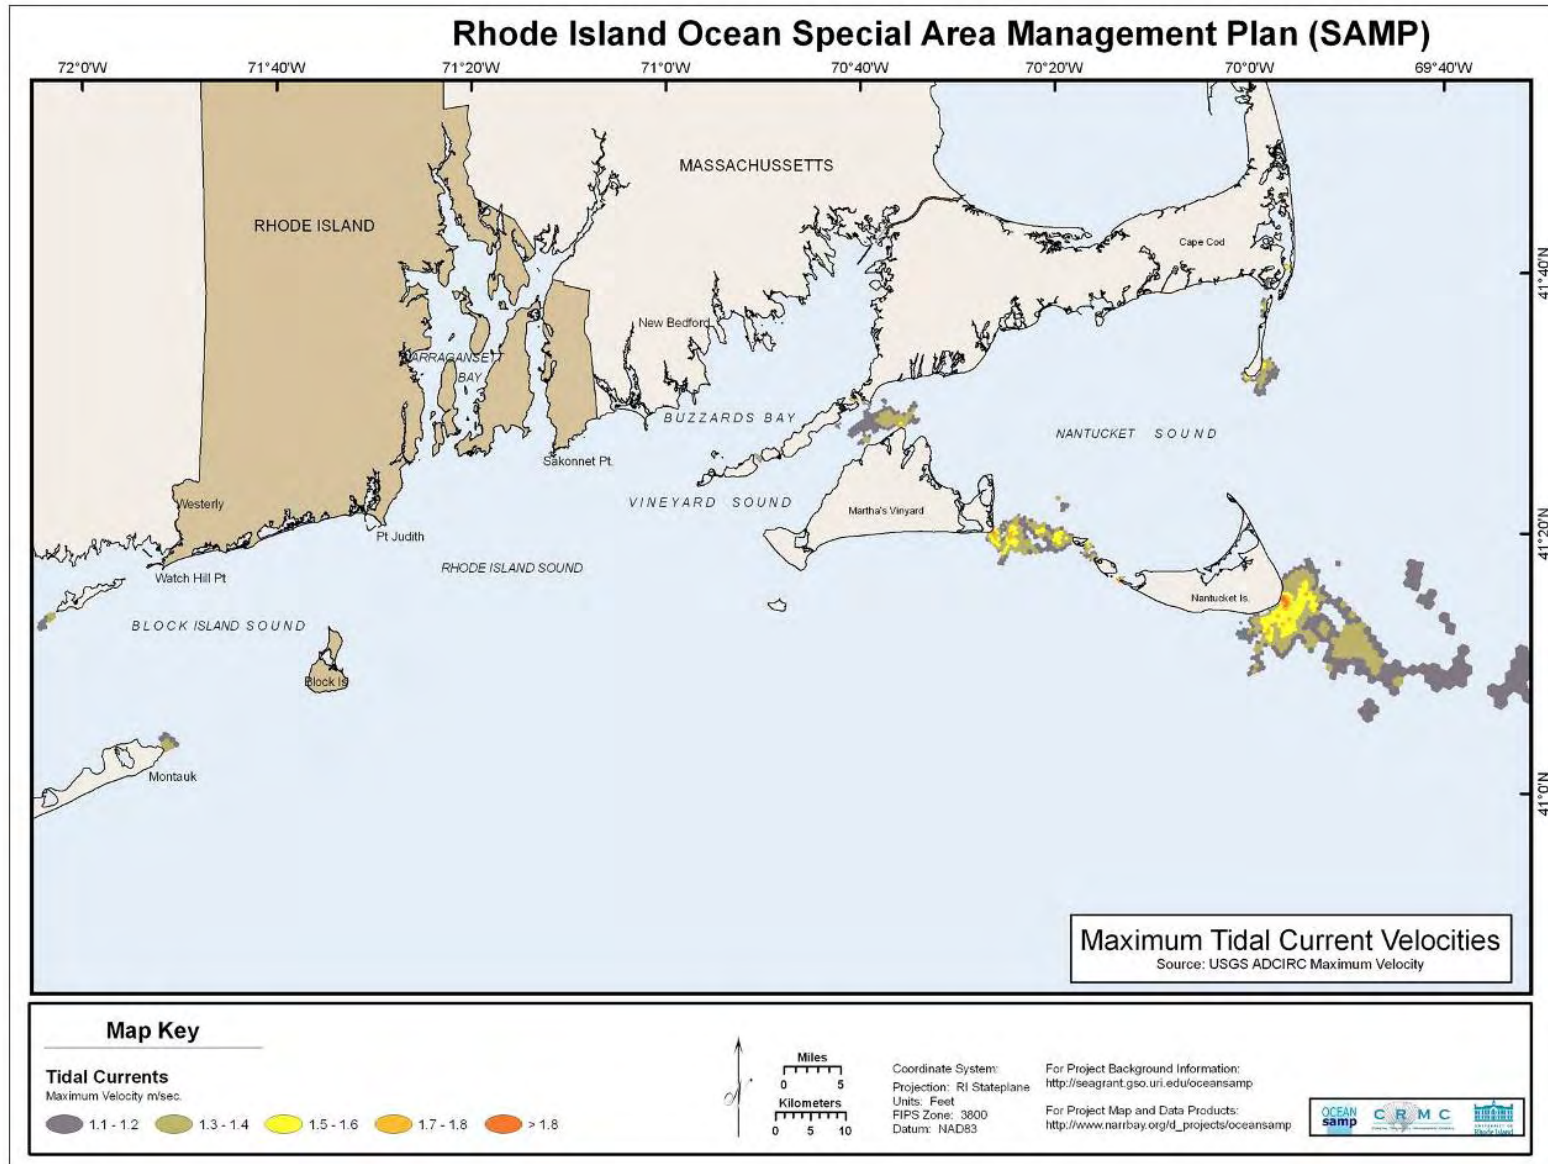 Rhode Island Ocean Special Area Management Plan (SAMP)
72°0'W 71°40'W 71°20'W 71°0'W 70°40'W 70°20'W 70°0'W 69°40'W
MASSACHUSSETTS
RHODE ISLAND
Cape Cod
41°40'N
New Bedford
NARRAGANSETT
BAY
BUZZARDS BAY
NANTUCKET SOUND
Sakonnet Pt.
VINEYARD SOUND
Westerly
Martha's Vinyard
Pt Judith
41°20'N
RHODE ISLAND SOUND
Watch Hill Pt
Nantucket Is.
BLOCK ISLAND SOUND
Block Is
Montauk
41°0'N
Maximum Tidal Current Velocities
Source: USGS ADCIRC Maximum Velocity
Map Key
Tidal Currents
Maximum Velocity m/sec.
1.1 - 1.2 1.3 - 1.4 1.5 - 1.6 1.7 - 1.8 > 1.8
N
Miles
0 5
Kilometers
0 5 10
Coordinate System:
Projection: RI Stateplane
Units: Feet
FIPS Zone: 3800
Datum: NAD83
For Project Background Information:
http://seagrant.gso.uri.edu/oceansamp
For Project Map and Data Products:
http://www.narrbay.org/d_projects/oceansamp
OCEAN
samp
CRMC
Rhode Island